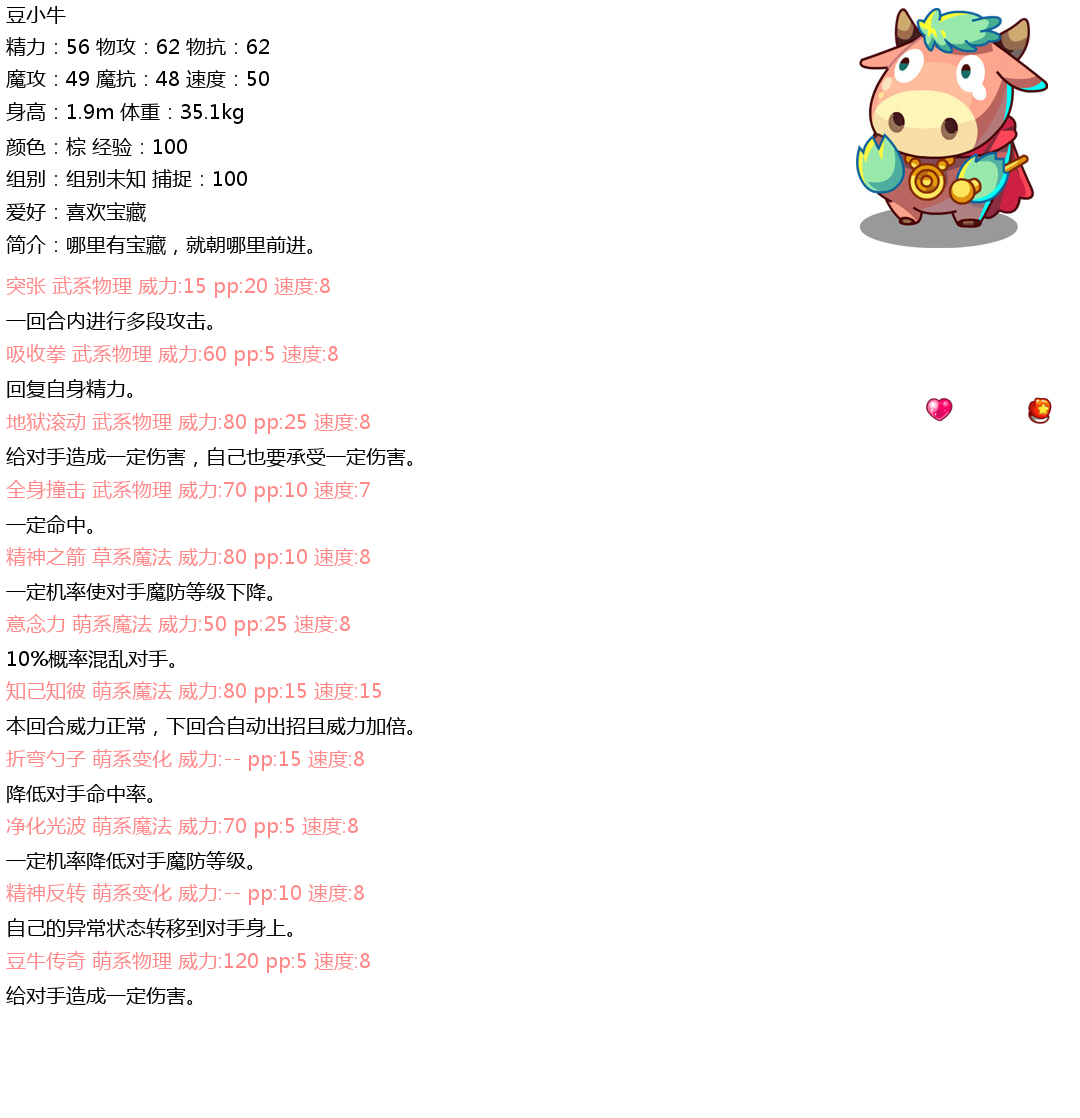 豆小牛
精力：56 物攻：62 物抗：62
魔攻：49 魔抗：48 速度：50
身高：1.9m 体重：35.1kg
颜色：棕 经验：100
组别：组别未知 捕捉：100
爱好：喜欢宝藏
简介：哪里有宝藏，就朝哪里前进。
突张 武系物理 威力:15 pp:20 速度:8
一回合内进行多段攻击。
吸收拳 武系物理 威力:60 pp:5 速度:8
回复自身精力。
地狱滚动 武系物理 威力:80 pp:25 速度:8
给对手造成一定伤害，自己也要承受一定伤害。
全身撞击 武系物理 威力:70 pp:10 速度:7
一定命中。
精神之箭 草系魔法 威力:80 pp:10 速度:8
一定机率使对手魔防等级下降。
意念力 萌系魔法 威力:50 pp:25 速度:8
10%概率混乱对手。
知己知彼 萌系魔法 威力:80 pp:15 速度:15
本回合威力正常，下回合自动出招且威力加倍。
折弯勺子 萌系变化 威力:-- pp:15 速度:8
降低对手命中率。
净化光波 萌系魔法 威力:70 pp:5 速度:8
一定机率降低对手魔防等级。
精神反转 萌系变化 威力:-- pp:10 速度:8
自己的异常状态转移到对手身上。
豆牛传奇 萌系物理 威力:120 pp:5 速度:8
给对手造成一定伤害。